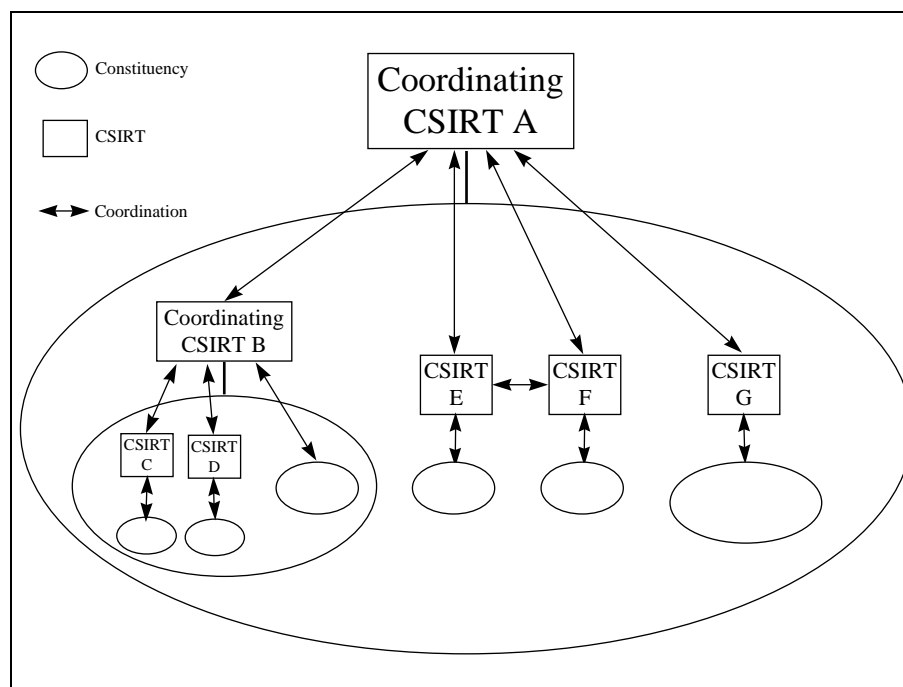 Constituency
CSIRT
Coordination
Coordinating
CSIRT A
Coordinating
CSIRT B
CSIRT
C
CSIRT
D
CSIRT
E
CSIRT
F
CSIRT
G